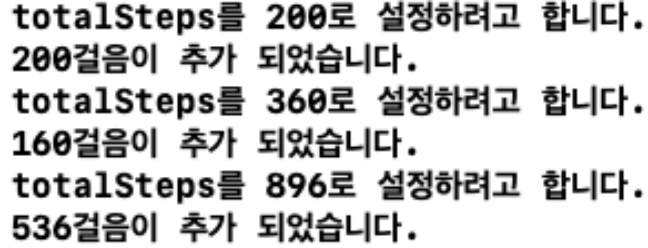 totalSteps를 200로 설정하려고 합니다.
200걸음이 추가 되었습니다.
totalSteps를 360로 설정하려고 합니다.
160걸음이 추가 되었습니다.
totalSteps를 896로 설정하려고 합니다.
536걸음이 추가 되었습니다.